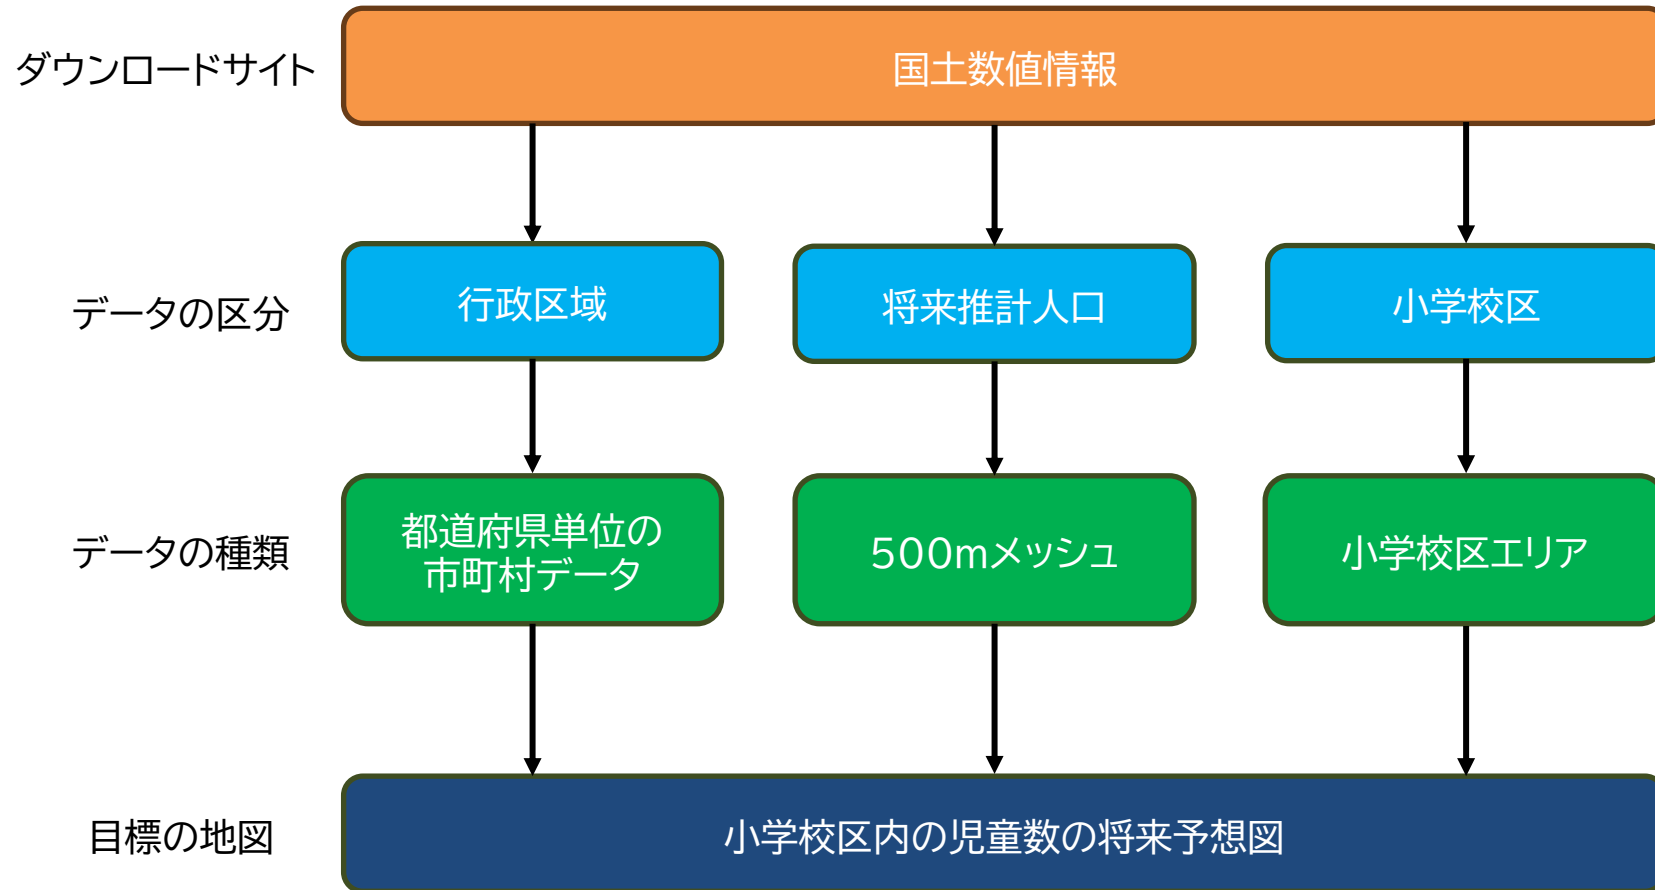 ダウンロードサイト
国土数値情報
データの区分
行政区域
将来推計人口
小学校区
データの種類
都道府県単位の
市町村データ
500mメッシュ
小学校区エリア
目標の地図
小学校区内の児童数の将来予想図